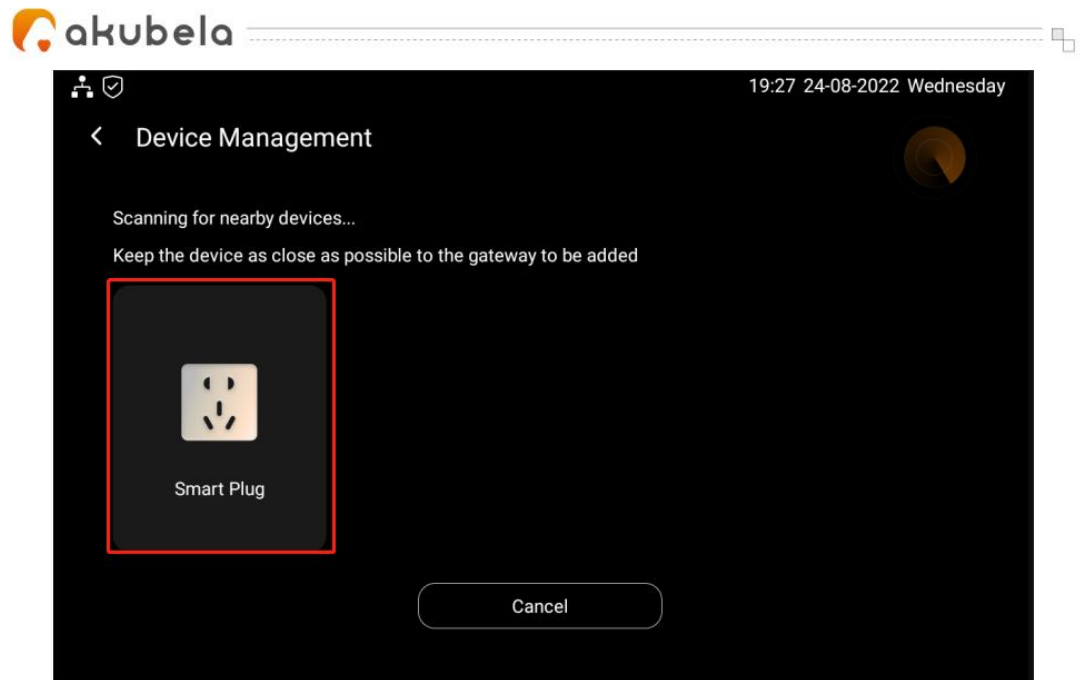 akubela
19:27 24-08-2022 Wednesday
Device Management
Scanning for nearby devices...
Keep the device as close as possible to the gateway to be added
Smart Plug
Cancel